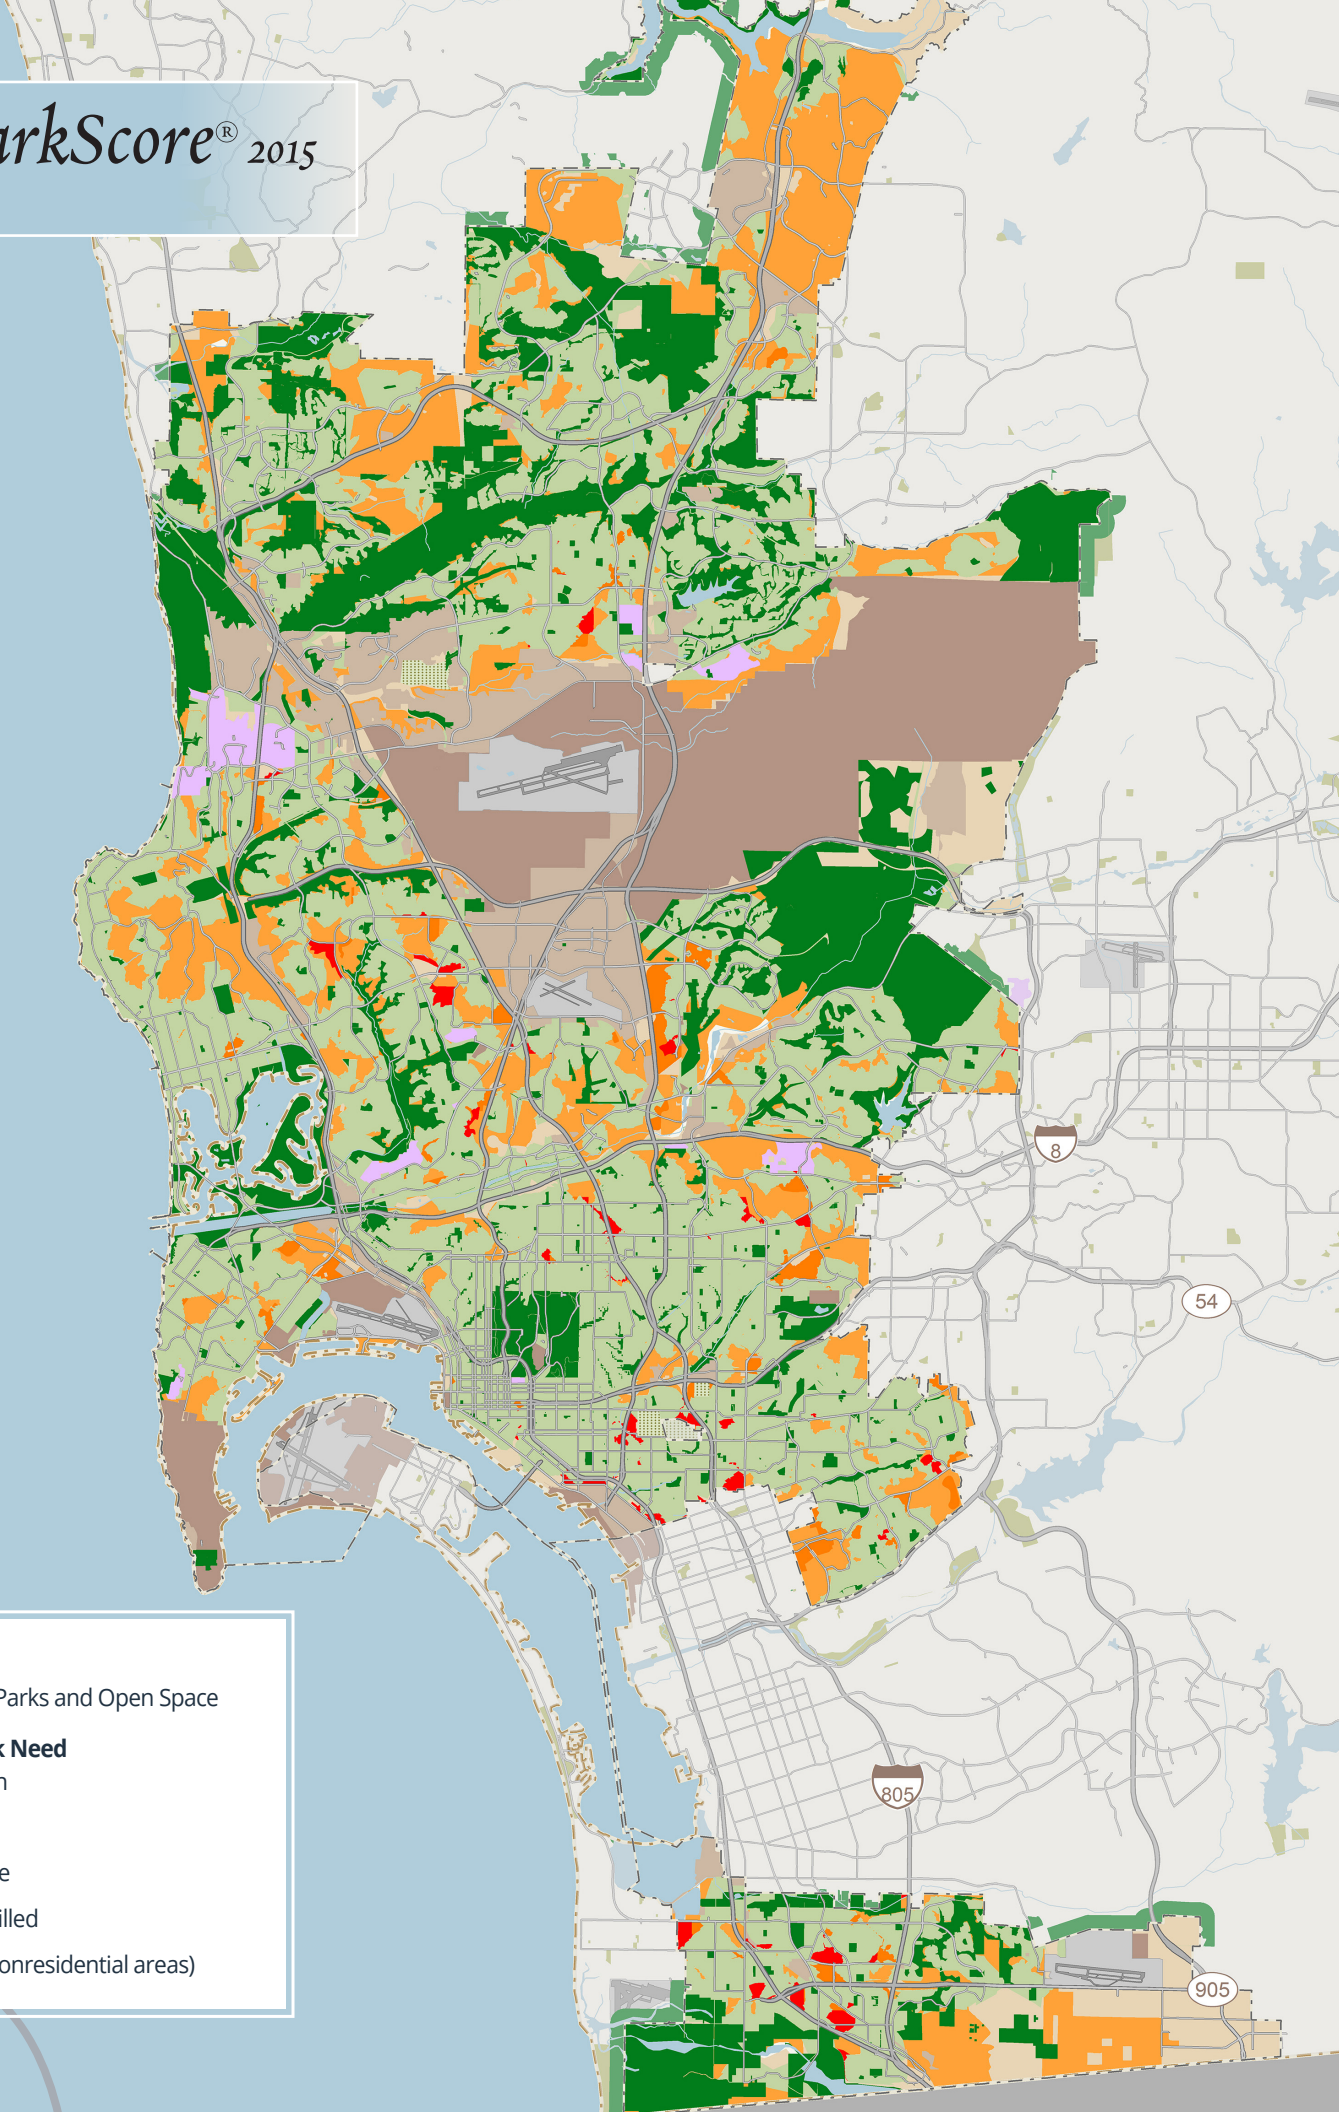 arkScore® 2015
8
54
Parks and Open Space
k Need
n
805
e
illed
onresidential areas)
905